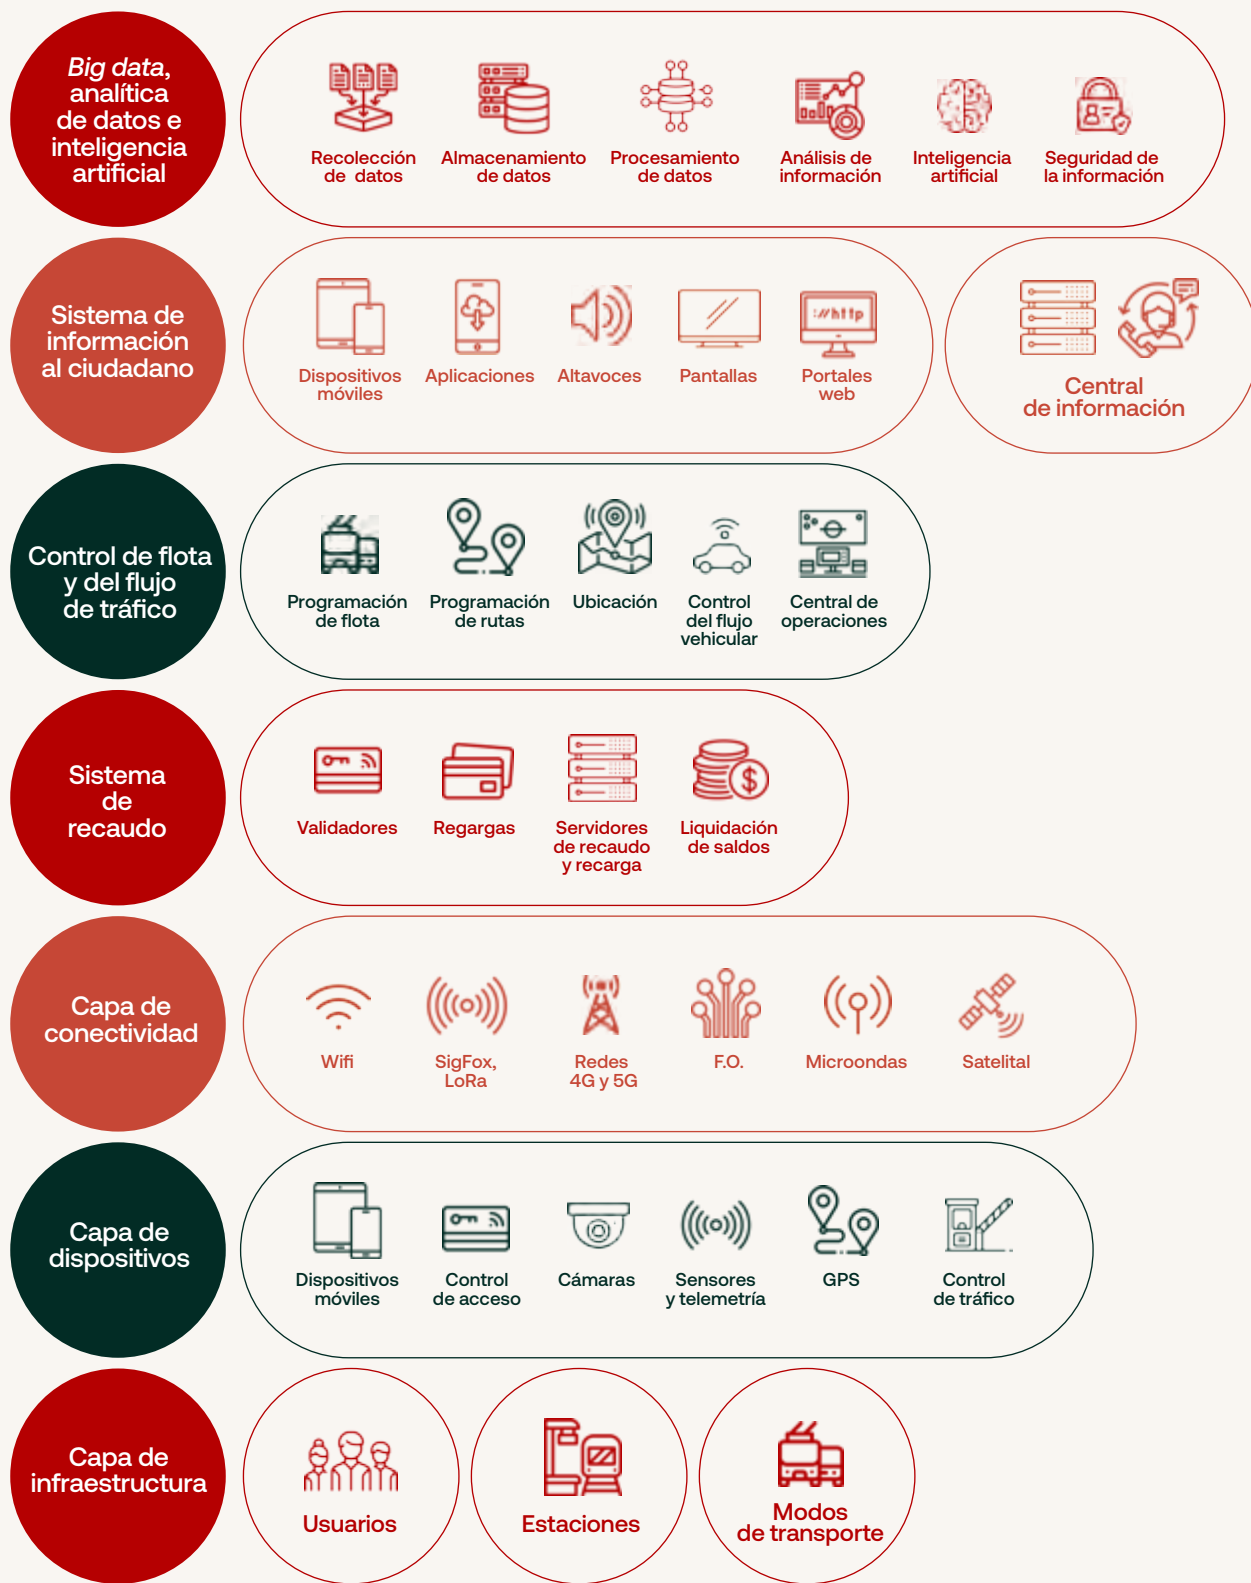 Big data,
analítica
de datos e
inteligencia
artificial
Recolección
de datos
Almacenamiento
de datos
Procesamiento
de datos
Análisis de
información
Inteligencia
artificial
Seguridad de
la información
Sistema de
información
al ciudadano
Dispositivos
móviles
Aplicaciones
Altavoces
Pantallas
://http
Portales
web
Central
de información
Control de flota
y del flujo
de tráfico
Programación
de flota
Programación
de rutas
Ubicación
Control
del flujo
vehicular
Central de
operaciones
Sistema
de
recaudo
Validadores
Regargas
Servidores
de recaudo
y recarga
$
Liquidación
de saldos
Capa de
conectividad
Wifi
SigFox,
LoRa
Redes
4G y 5G
F.O.
Microondas
Satelital
Capa de
dispositivos
Dispositivos
móviles
Control
de acceso
Cámaras
Sensores
y telemetría
GPS
Control
de tráfico
Capa de
infraestructura
Usuarios
Estaciones
Modos
de transporte